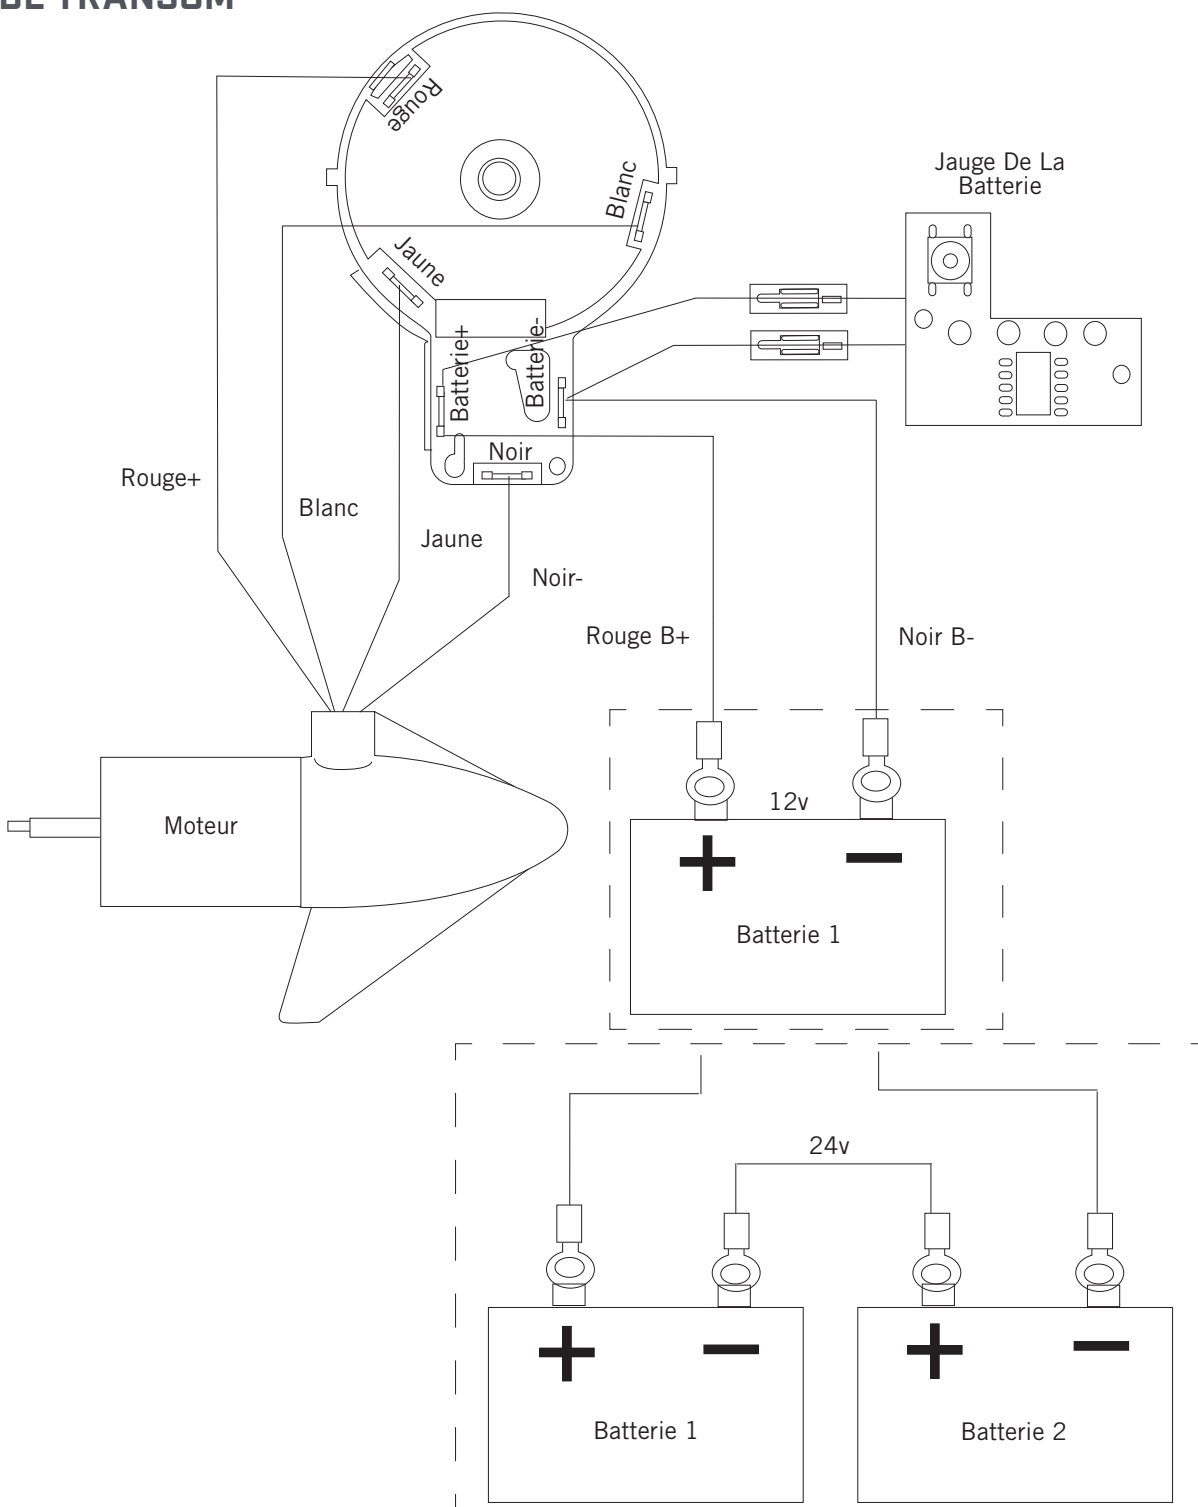 DE TRANSOM
Rouge
Blanc
Jauge De La
Batterie
Jaune
Batterie+
Batterie-
Noir
Rouge+
Blanc
Jaune
Noir-
Rouge B+
Noir B-
12v
Moteur
Batterie 1
24v
Batterie 1
Batterie 2